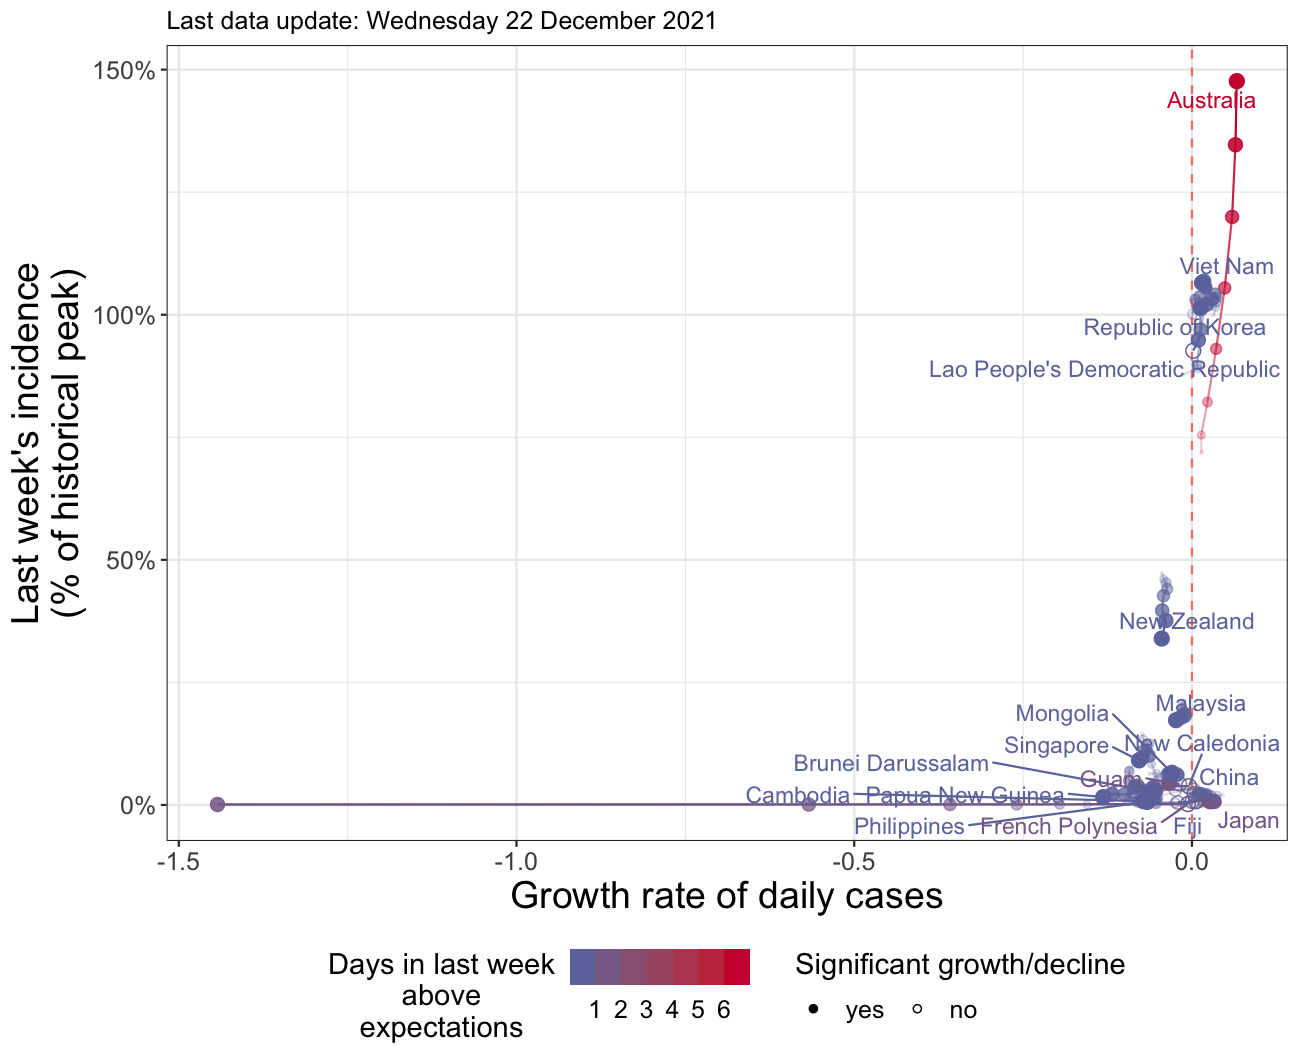 Last data update: Wednesday 22 December 2021
Last week's incidence
(% of historical peak)
150%
100%
50%
0%
Australia
Viet Nam
Republic of Korea
Lao People's Democratic Republic
New Zealand
Malaysia
Mongolia
New Caledonia
Singapore
Brunei Darussalam
Guam
China
Cambodia
Papua New Guinea
Philippines
French Polynesia
Fiji
Japan
-1.5
-1.0
-0.5
0.0
Growth rate of daily cases
Days in last week
above
expectations
1 2 3 4 5 6
Significant growth/decline
yes
no